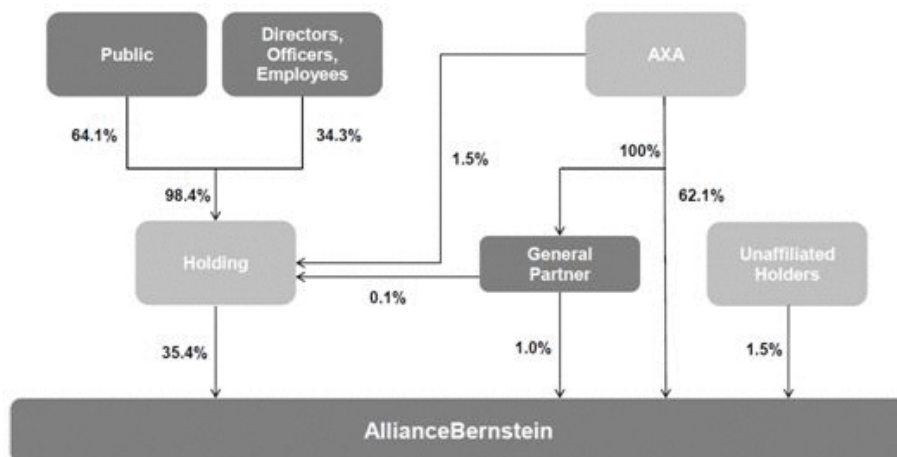 Public
Directors,
Officers,
Employees
AXA
64.1%
34.3%
1.5%
100%
98.4%
62.1%
Holding
General
Partner
Unaffiliated
Holders
0.1%
35.4%
1.0%
1.5%
AllianceBernstein